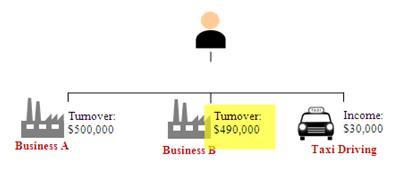 TAXI
Turnover:
$500,000
Business A
Turnover:
$490,000
Business B
Income:
$30,000
Taxi Driving